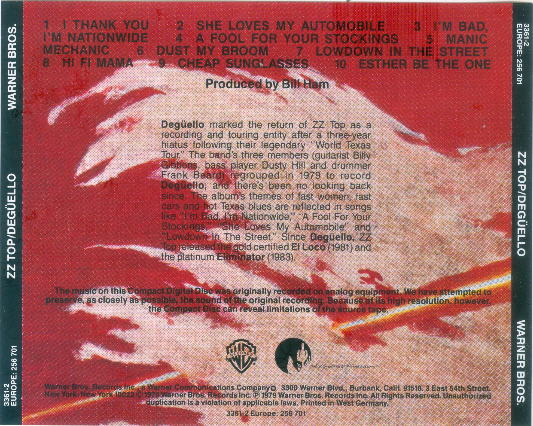 1 I THANK YOU 2 SHE LOVES MY AUTOMOBILE 3 I'M BAD,
I'M NATIONWIDE 4 A FOOL FOR YOUR STOCKINGS 5 MANIC
MECHANIC 6 DUST MY BROOM 7 LOWDOWN IN THE STREET
8 HI FI MAMA 9 CHEAP SUNGLASSES 10 ESTHER BE THE ONE
Produced by Bill Ham
Degüello marked the return of ZZ Top as a
recording and touring entity after a three-year
hiatus following their legendary "World Texas
Tour." The band's three members (guitarist Billy
Gibbons, bass player Dusty Hill and drummer
Frank Beard) regrouped in 1979 to record
Degüello, and there's been no looking back
since. The album's themes of fast women, fast
cars and hot Texas blues are reflected in songs
like "I'm Bad, I'm Nationwide," "A Fool For Your
Stockings," "She Loves My Automobile" and
"Lowdown In The Street." Since Degüello, ZZ
Top released the gold certified El Loco (1981) and
the platinum Eliminator (1983).
The music on this Compact Digital Disc was originally recorded on analog equipment. We have attempted to
preserve, as closely as possible, the sound of the original recording. Because of its high resolution, however,
the Compact Disc can reveal limitations of the source tape.
Warner Bros. Records Inc., a Warner Communications Company 3300 Warner Blvd., Burbank, Calif. 91510. 3 East 54th Street,
New York, New York 10022 © 1979 Warner Bros. Records Inc. ℗ 1979 Warner Bros. Records Inc. All Rights Reserved. Unauthorized
duplication is a violation of applicable laws. Printed in West Germany.
3361-2 Europe: 256 701
WARNER BROS.
ZZ TOP/DEGÜELLO
3361-2
EUROPE: 256 701
3361-2
EUROPE: 256 701
ZZ TOP/DEGÜELLO
WARNER BROS.